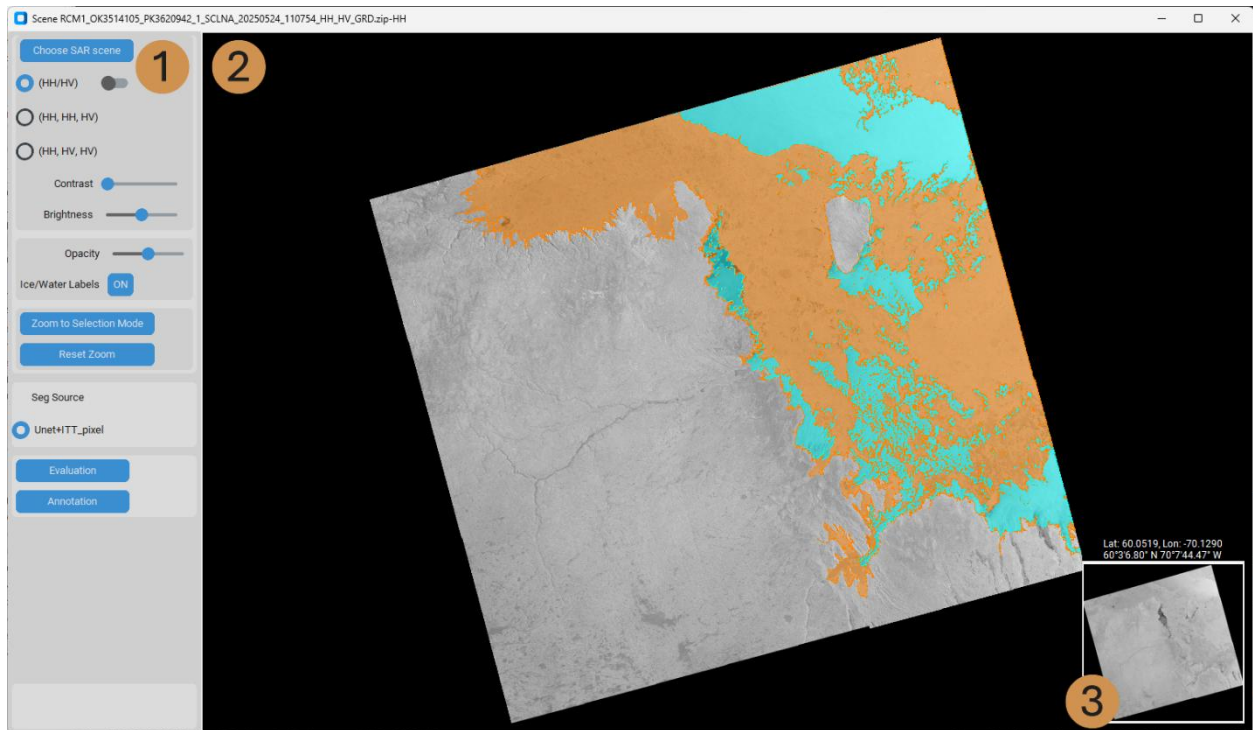 Scene RCM1_OK3514105_PK3620942_1_SCLNA_20250524_110754_HH_HV_GRD.zip-HH
Choose SAR scene
1
2
(HH/HV)
(HH, HH, HV)
(HH, HV, HV)
Contrast
Brightness
Opacity
Ice/Water Labels ON
Zoom to Selection Mode
Reset Zoom
Seg Source
Unet+ITT_pixel
Evaluation
Annotation
Lat: 60.0519, Lon: -70.1290
60°3'6.80" N 70°7'44.47" W
3